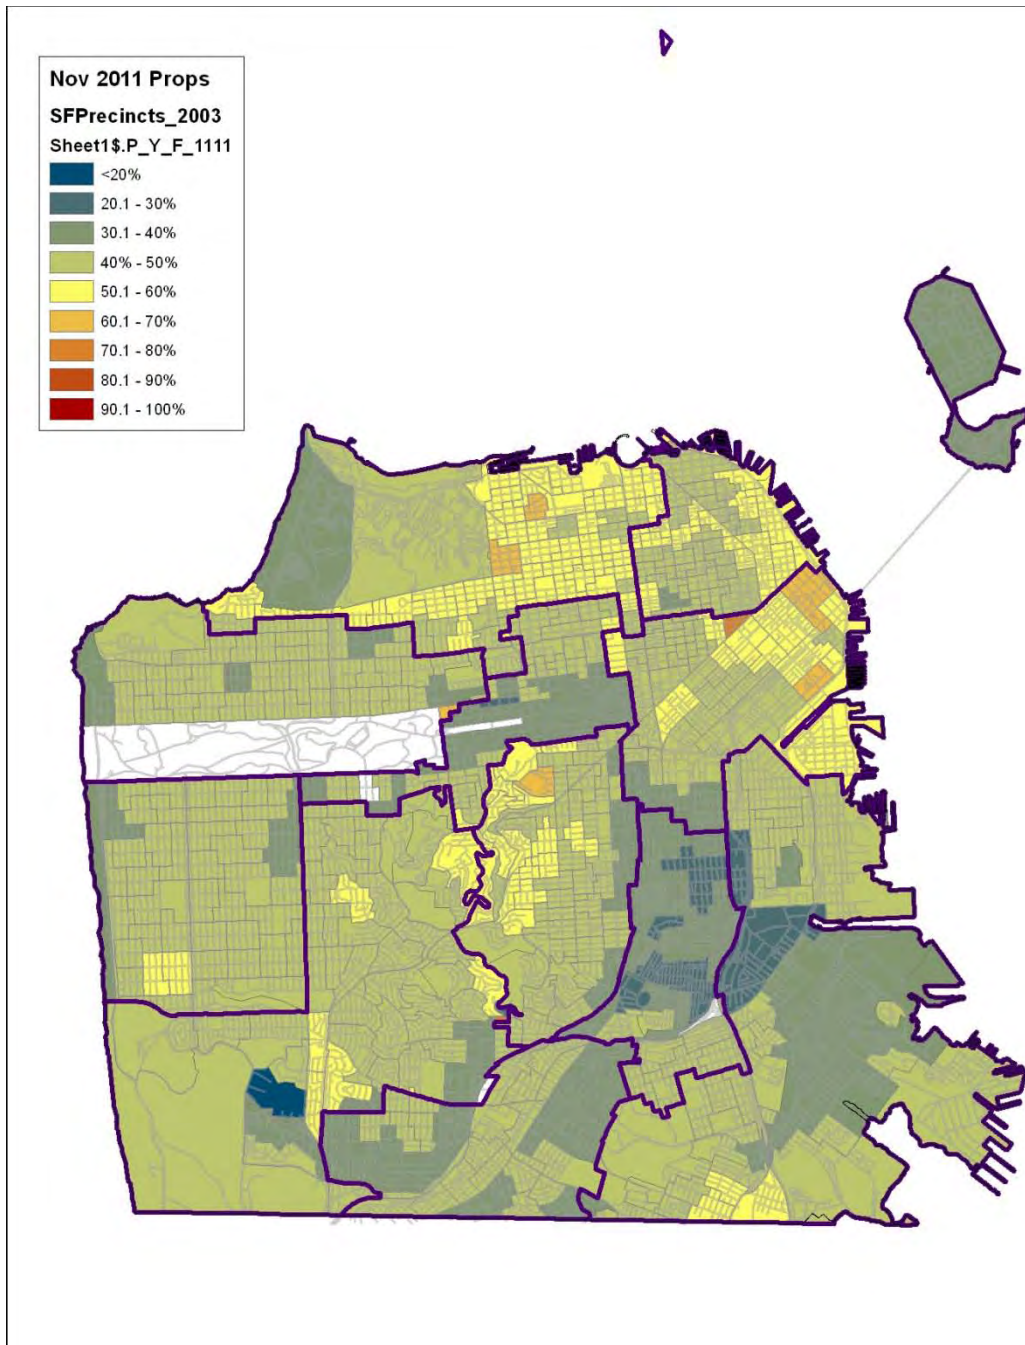 Nov 2011 Props
SFPrecincts_2003
Sheet1$.P_Y_F_1111
<20%
20.1 - 30%
30.1 - 40%
40% - 50%
50.1 - 60%
60.1 - 70%
70.1 - 80%
80.1 - 90%
90.1 - 100%